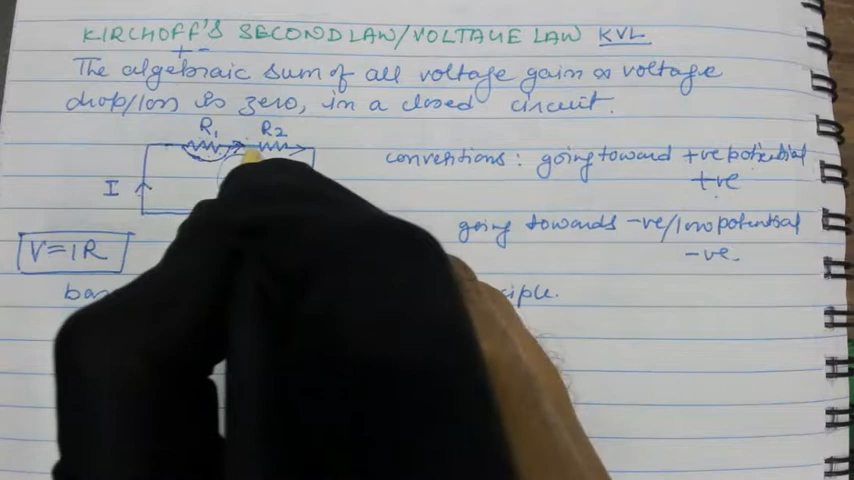 KIRCHOFF'S SECOND LAW/VOLTAGE LAW KVL
+ -
The algebraic sum of all voltage gain or voltage
drop/loss is zero, in a closed circuit.
R1 R2
conventions: going toward +ve potential
+ve
I
going towards -ve/low potential
-ve.
V=IR